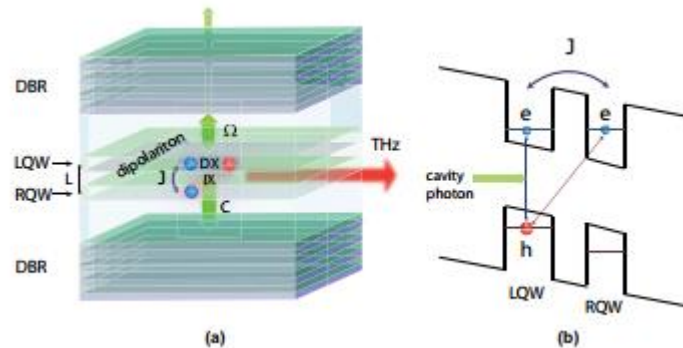 DBR
Ω
dipolariton
THz
LQW
DX
L
J
IX
RQW
C
DBR
(a)
J
e
e
cavity
photon
h
LQW
RQW
(b)